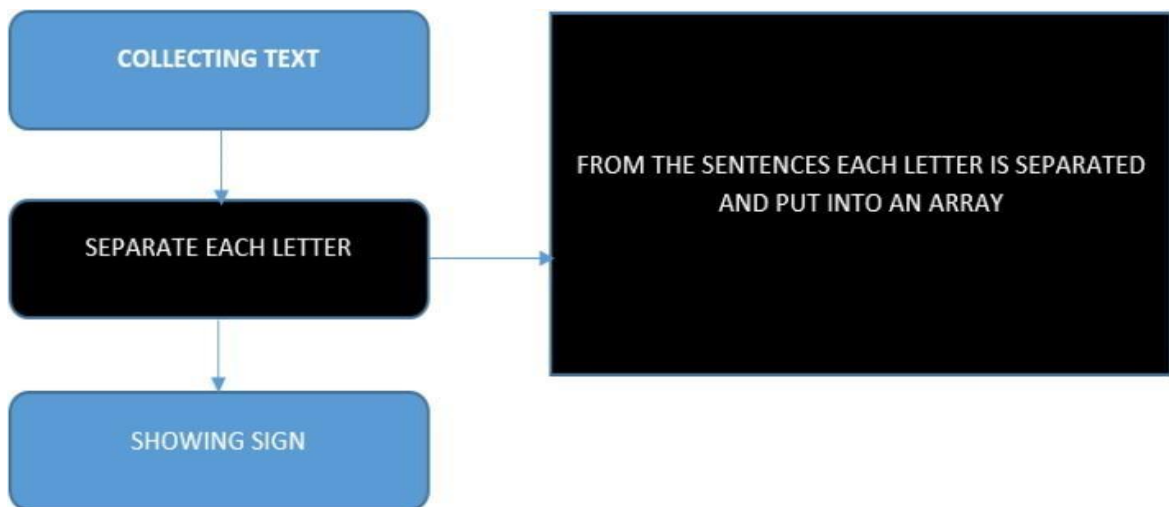 COLLECTING TEXT
SEPARATE EACH LETTER
FROM THE SENTENCES EACH LETTER IS SEPARATED
AND PUT INTO AN ARRAY
SHOWING SIGN